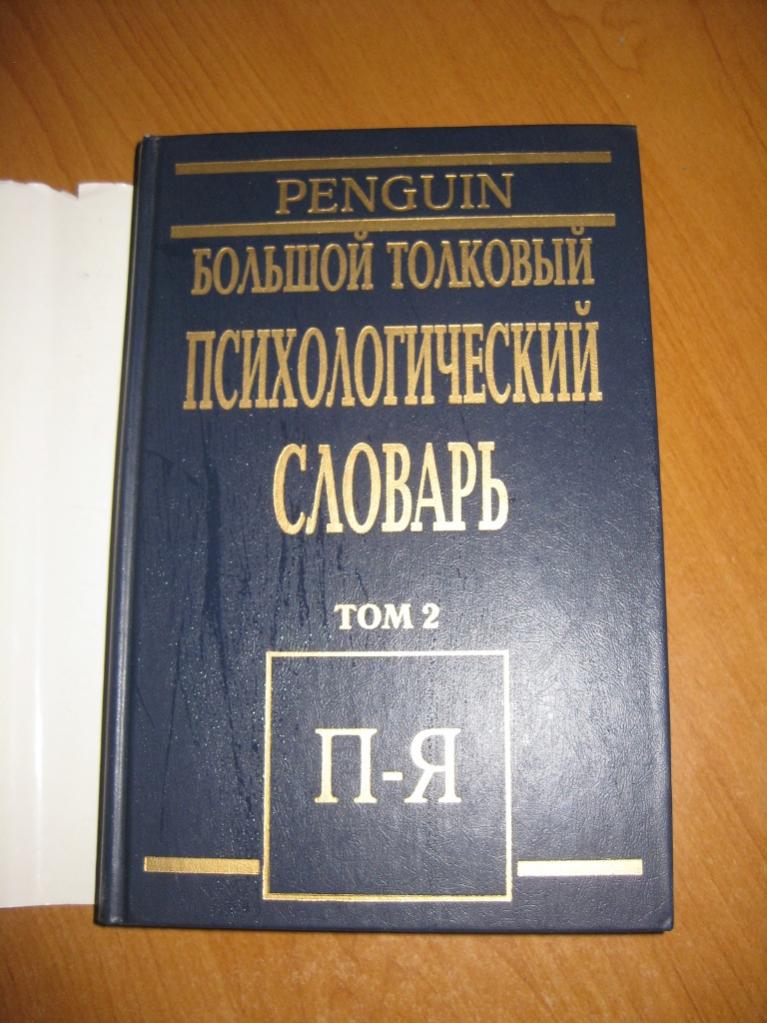 PENGUIN
БОЛЬШОЙ ТОЛКОВЫЙ
ПСИХОЛОГИЧЕСКИЙ
СЛОВАРЬ
ТОМ 2
П-Я